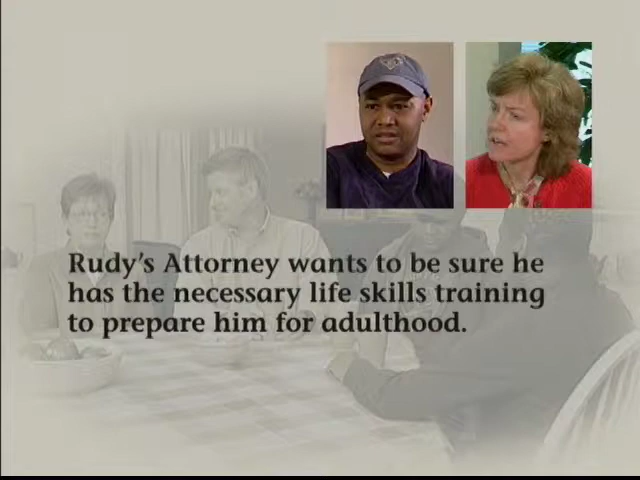 Rudy's Attorney wants to be sure he
has the necessary life skills training
to prepare him for adulthood.